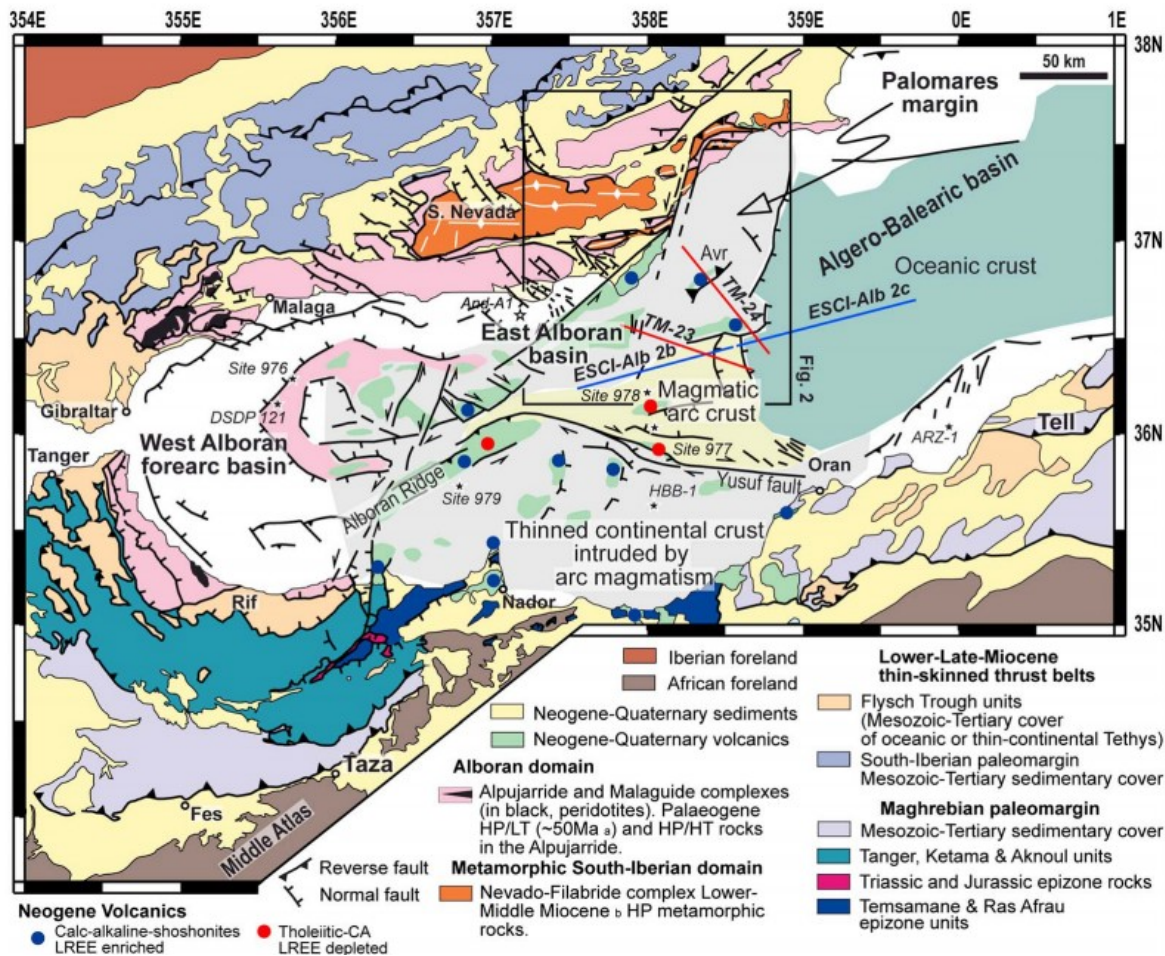 354E 355E 356E 357E 358E 359E 0E 1E
38N
50 km
Palomares
margin
Algero-Balearic basin
Oceanic crust
S. Nevada
37N
Avr
TM-24
ESCI-Alb 2c
Malaga
And-A1
East Alboran
basin
TM-23
ESCI-Alb 2b
Fig. 2
Site 976
Site 978
Magmatic
arc crust
Gibraltar
DSDP 121
Tell
ARZ-1
36N
Tanger
West Alboran
forearc basin
Site 977
Oran
Yusuf fault
Alboran Ridge
Site 979
HBB-1
Thinned continental crust
intruded by
arc magmatism
Rif
Nador
35N
Iberian foreland
African foreland
Neogene-Quaternary sediments
Neogene-Quaternary volcanics
Alboran domain
Alpujarride and Malaguide complexes
(in black, peridotites). Palaeogene
HP/LT (~50Ma a) and HP/HT rocks
in the Alpujarride.
Metamorphic South-Iberian domain
Nevado-Filabride complex Lower-
Middle Miocene b HP metamorphic
rocks.
Lower-Late-Miocene
thin-skinned thrust belts
Flysch Trough units
(Mesozoic-Tertiary cover
of oceanic or thin-continental Tethys)
South-Iberian paleomargin
Mesozoic-Tertiary sedimentary cover
Maghrebian paleomargin
Mesozoic-Tertiary sedimentary cover
Tanger, Ketama & Aknoul units
Triassic and Jurassic epizone rocks
Temsamane & Ras Afrau
epizone units
Taza
Fes
Middle Atlas
Reverse fault
Normal fault
Neogene Volcanics
Calc-alkaline-shoshonites
LREE enriched
Tholeiitic-CA
LREE depleted